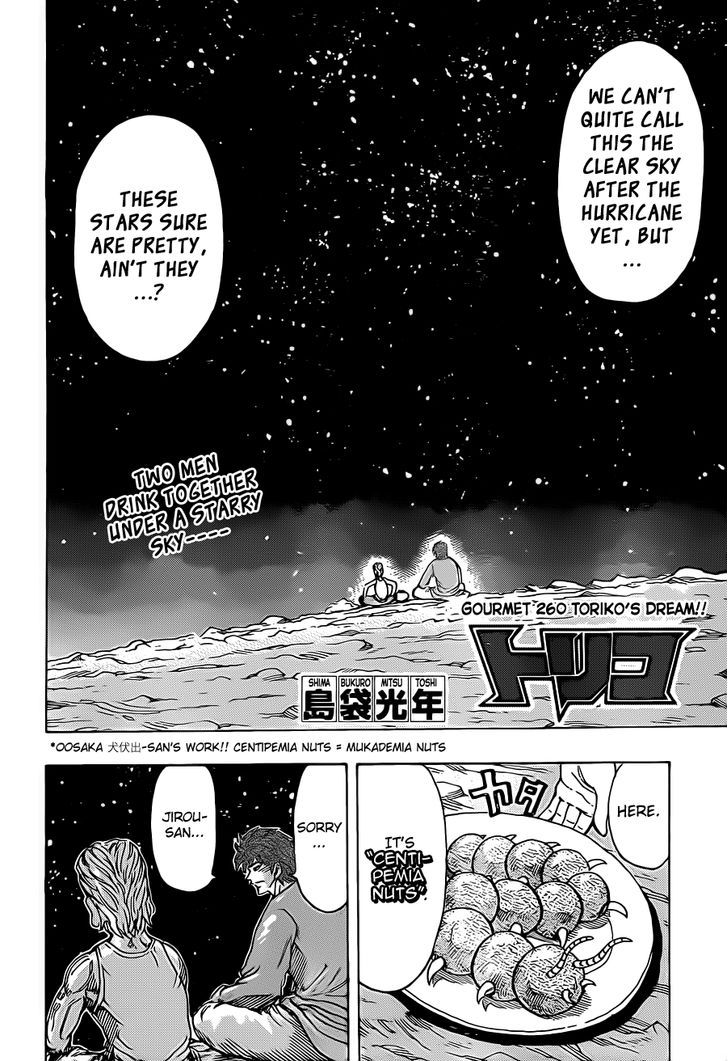 WE CAN'T
QUITE CALL
THIS THE
CLEAR SKY
AFTER THE
HURRICANE
YET, BUT
...
THESE
STARS SURE
ARE PRETTY,
AIN'T THEY
...?
TWO MEN
DRINK TOGETHER
UNDER A STARRY
SKY----
GOURMET 260 TORIKO'S DREAM!!
トリコ
SHIMA BUKURO MITSU TOSHI
島袋光年
*OOSAKA 犬伏出-SAN'S WORK!! CENTIPEMIA NUTS = MUKADEMIA NUTS
HERE.
カタ
IT'S
"CENTI-
PEMIA
NUTS".
SORRY
...
JIROU-
SAN...